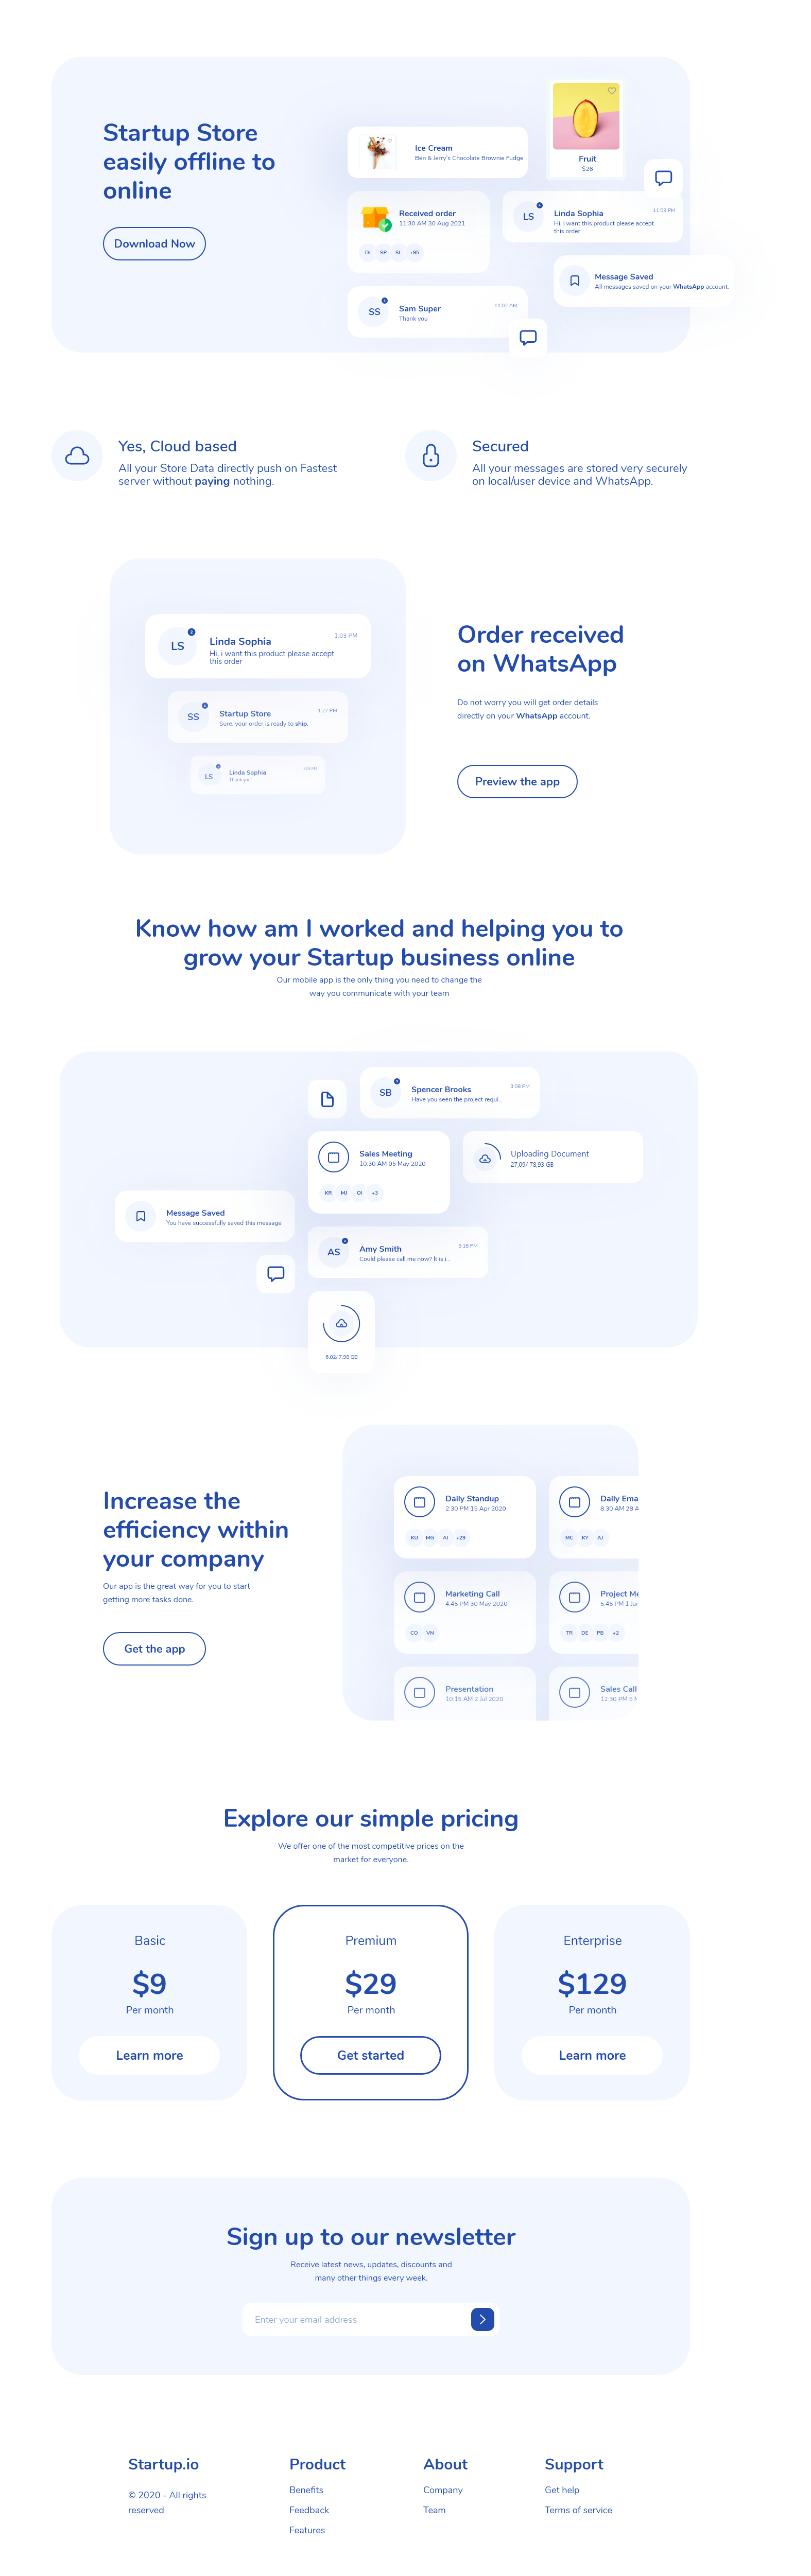 Startup Store
easily offline to
online
Download Now
Ice Cream
Ben & Jerry's Chocolate Brownie Fudge
Fruit
$26
Received order
11:30 AM 30 Aug 2021
DJ SP SL +95
LS
Linda Sophia
11:09 PM
Hi, i want this product please accept
this order
Message Saved
All messages saved on your WhatsApp account.
SS
Sam Super
11:02 AM
Thank you
Yes, Cloud based
All your Store Data directly push on Fastest
server without paying nothing.
Secured
All your messages are stored very securely
on local/user device and WhatsApp.
LS
Linda Sophia
1:03 PM
Hi, i want this product please accept
this order
SS
Startup Store
1:27 PM
Sure, your order is ready to ship.
LS
Linda Sophia
Thank you!
Order received
on WhatsApp
Do not worry you will get order details
directly on your WhatsApp account.
Preview the app
Know how am I worked and helping you to
grow your Startup business online
Our mobile app is the only thing you need to change the
way you communicate with your team
SB
Spencer Brooks
3:08 PM
Have you seen the project requi..
Sales Meeting
10:30 AM 05 May 2020
KR MJ OI +3
Uploading Document
27,09/ 78,93 GB
Message Saved
You have successfully saved this message
AS
Amy Smith
5:18 PM
Could please call me now? It is i...
6,02/ 7,98 GB
Increase the
efficiency within
your company
Our app is the great way for you to start
getting more tasks done.
Get the app
Daily Standup
2:30 PM 15 Apr 2020
KU MG AI +29
Daily Ema
8:30 AM 28 A
MC KY AJ
Marketing Call
4:45 PM 30 May 2020
CO VN
Project Me
5:45 PM 1 Jun
TR DE PB +2
Presentation
10:15 AM 2 Jul 2020
Sales Call
12:30 PM 5
Explore our simple pricing
We offer one of the most competitive prices on the
market for everyone.
Basic
$9
Per month
Learn more
Premium
$29
Per month
Get started
Enterprise
$129
Per month
Learn more
Sign up to our newsletter
Receive latest news, updates, discounts and
many other things every week.
Enter your email address
Startup.io
© 2020 - All rights
reserved
Product
Benefits
Feedback
Features
About
Company
Team
Support
Get help
Terms of service